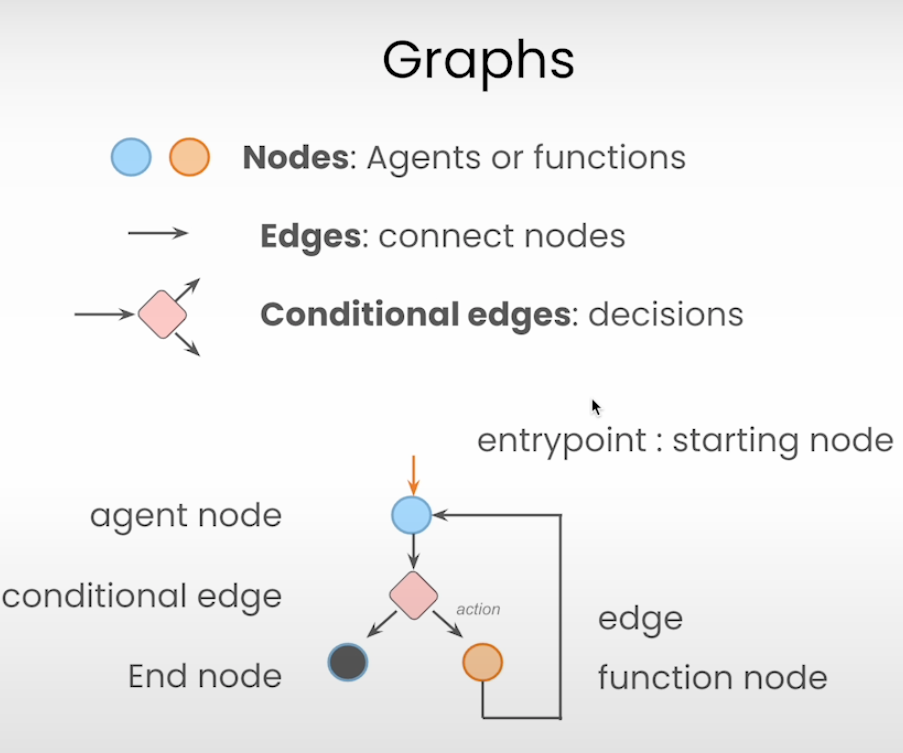 Graphs
Nodes: Agents or functions
Edges: connect nodes
Conditional edges: decisions
entrypoint : starting node
agent node
conditional edge
action
edge
End node
function node